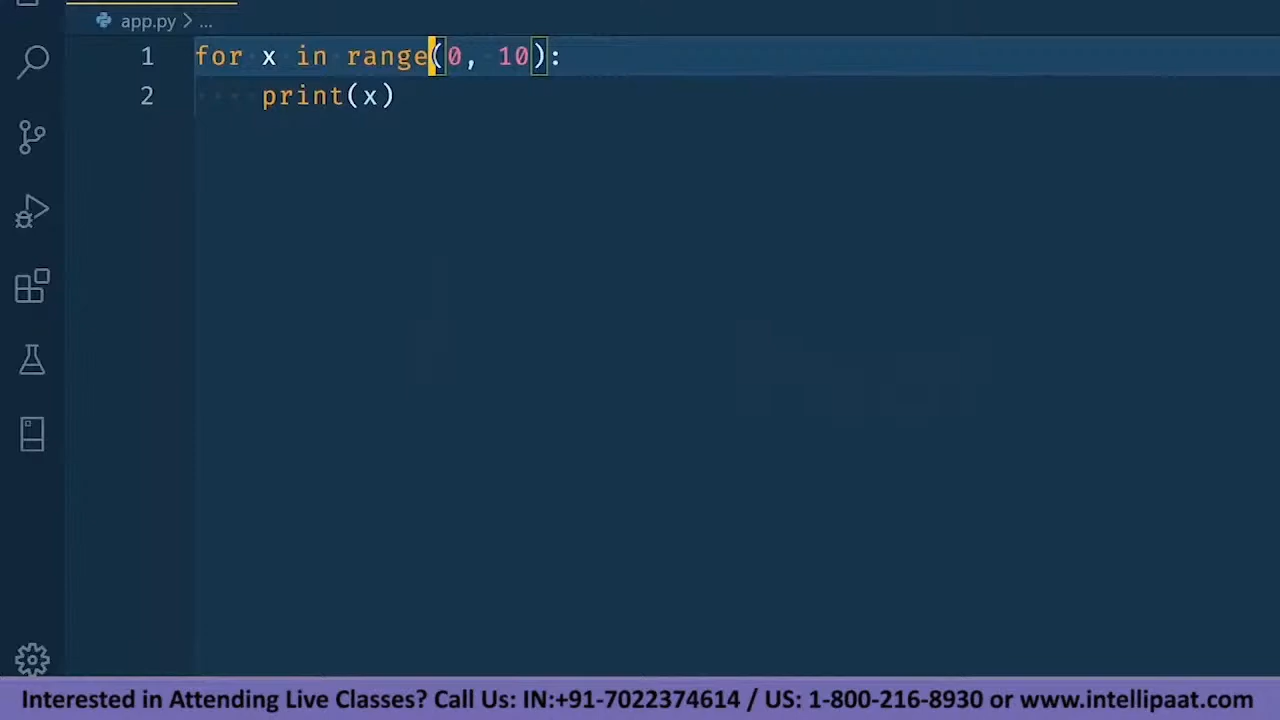 app.py > ...
1 for x in range(0, 10):
2     print(x)
Interested in Attending Live Classes? Call Us: IN:+91-7022374614 / US: 1-800-216-8930 or www.intellipaat.com